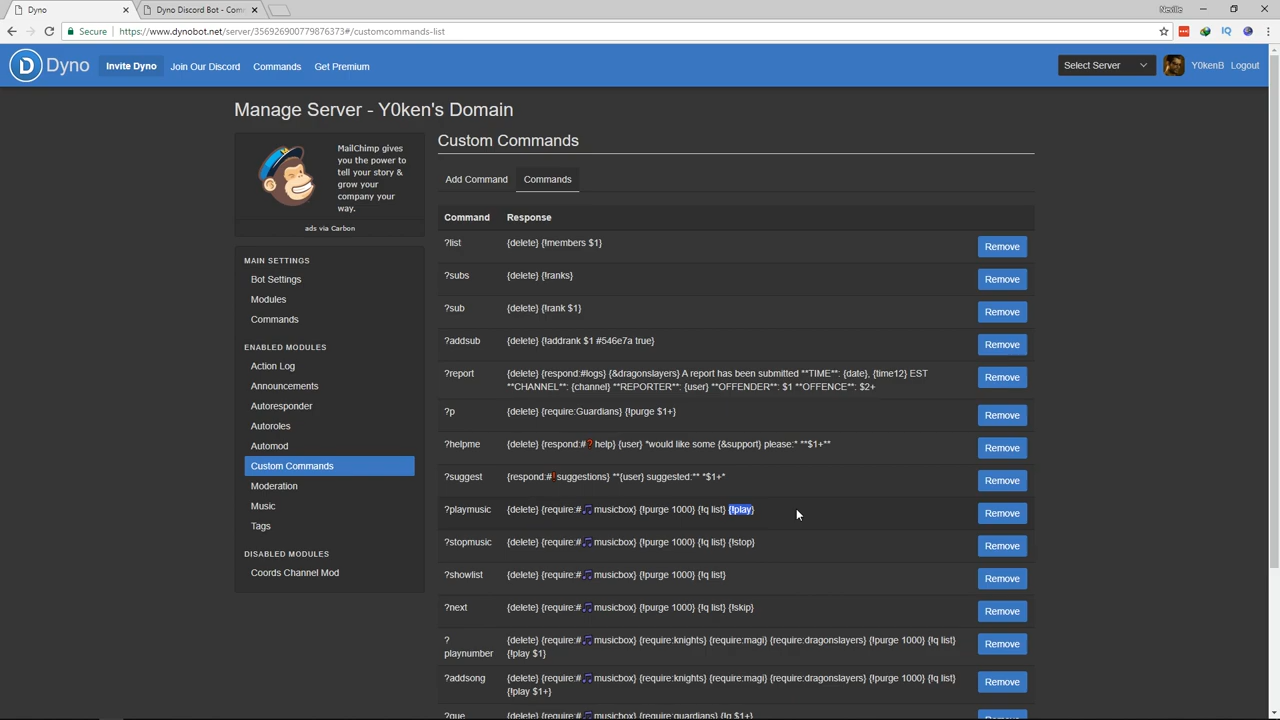 Dyno
Dyno Discord Bot - Com
Neville
Secure
https://www.dynobot.net/server/356926900779876375#/customcommands-list
IQ
Dyno
Invite Dyno
Join Our Discord
Commands
Get Premium
Select Server
Y0kenB
Logout
Manage Server - Y0ken's Domain
MailChimp gives
you the power to
tell your story &
grow your
company your
way.
ads via Carbon
MAIN SETTINGS
Bot Settings
Modules
Commands
ENABLED MODULES
Action Log
Announcements
Autoresponder
Autoroles
Automod
Custom Commands
Moderation
Music
Tags
DISABLED MODULES
Coords Channel Mod
Custom Commands
Add Command
Commands
Command Response
?list {delete} {!members $1} Remove
?subs {delete} {!ranks} Remove
?sub {delete} {!rank $1} Remove
?addsub {delete} {!addrank $1 #546e7a true} Remove
?report {delete} {respond:#logs} {&dragonslayers} A report has been submitted **TIME**: {date}, {time12} EST Remove
**CHANNEL**: {channel} **REPORTER**: {user} **OFFENDER**: $1 **OFFENCE**: $2+
?p {delete} {require:Guardians} {!purge $1+} Remove
?helpme {delete} {respond:#❓help} {user} *would like some {&support} please:* **$1+** Remove
?suggest {respond:#❗suggestions} **{user} suggested:** *$1+* Remove
?playmusic {delete} {require:#🎵musicbox} {!purge 1000} {!q list} {!play} Remove
?stopmusic {delete} {require:#🎵musicbox} {!purge 1000} {!q list} {!stop} Remove
?showlist {delete} {require:#🎵musicbox} {!purge 1000} {!q list} Remove
?next {delete} {require:#🎵musicbox} {!purge 1000} {!q list} {!skip} Remove
? {delete} {require:#🎵musicbox} {require:knights} {require:magi} {require:dragonslayers} {!purge 1000} {!q list} Remove
playnumber {!play $1}
?addsong {delete} {require:#🎵musicbox} {require:knights} {require:magi} {require:dragonslayers} {!purge 1000} {!q list} Remove
{!play $1+}
?que {delete} {require:#🎵musicbox} {require:guardians} {!q $1+} Remove